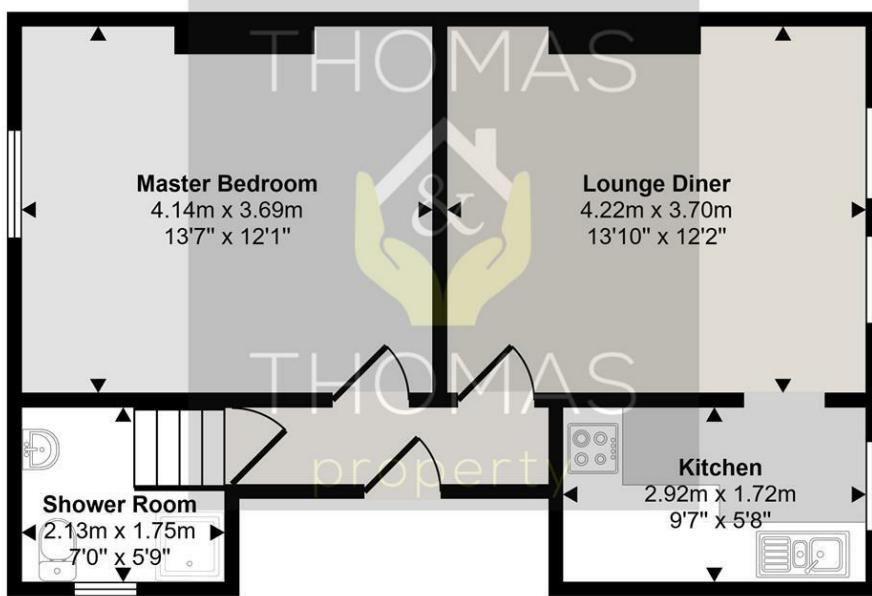 THOMAS
&
THOMAS
property
Master Bedroom
4.14m x 3.69m
13'7" x 12'1"
Lounge Diner
4.22m x 3.70m
13'10" x 12'2"
Kitchen
2.92m x 1.72m
9'7" x 5'8"
Shower Room
2.13m x 1.75m
7'0" x 5'9"